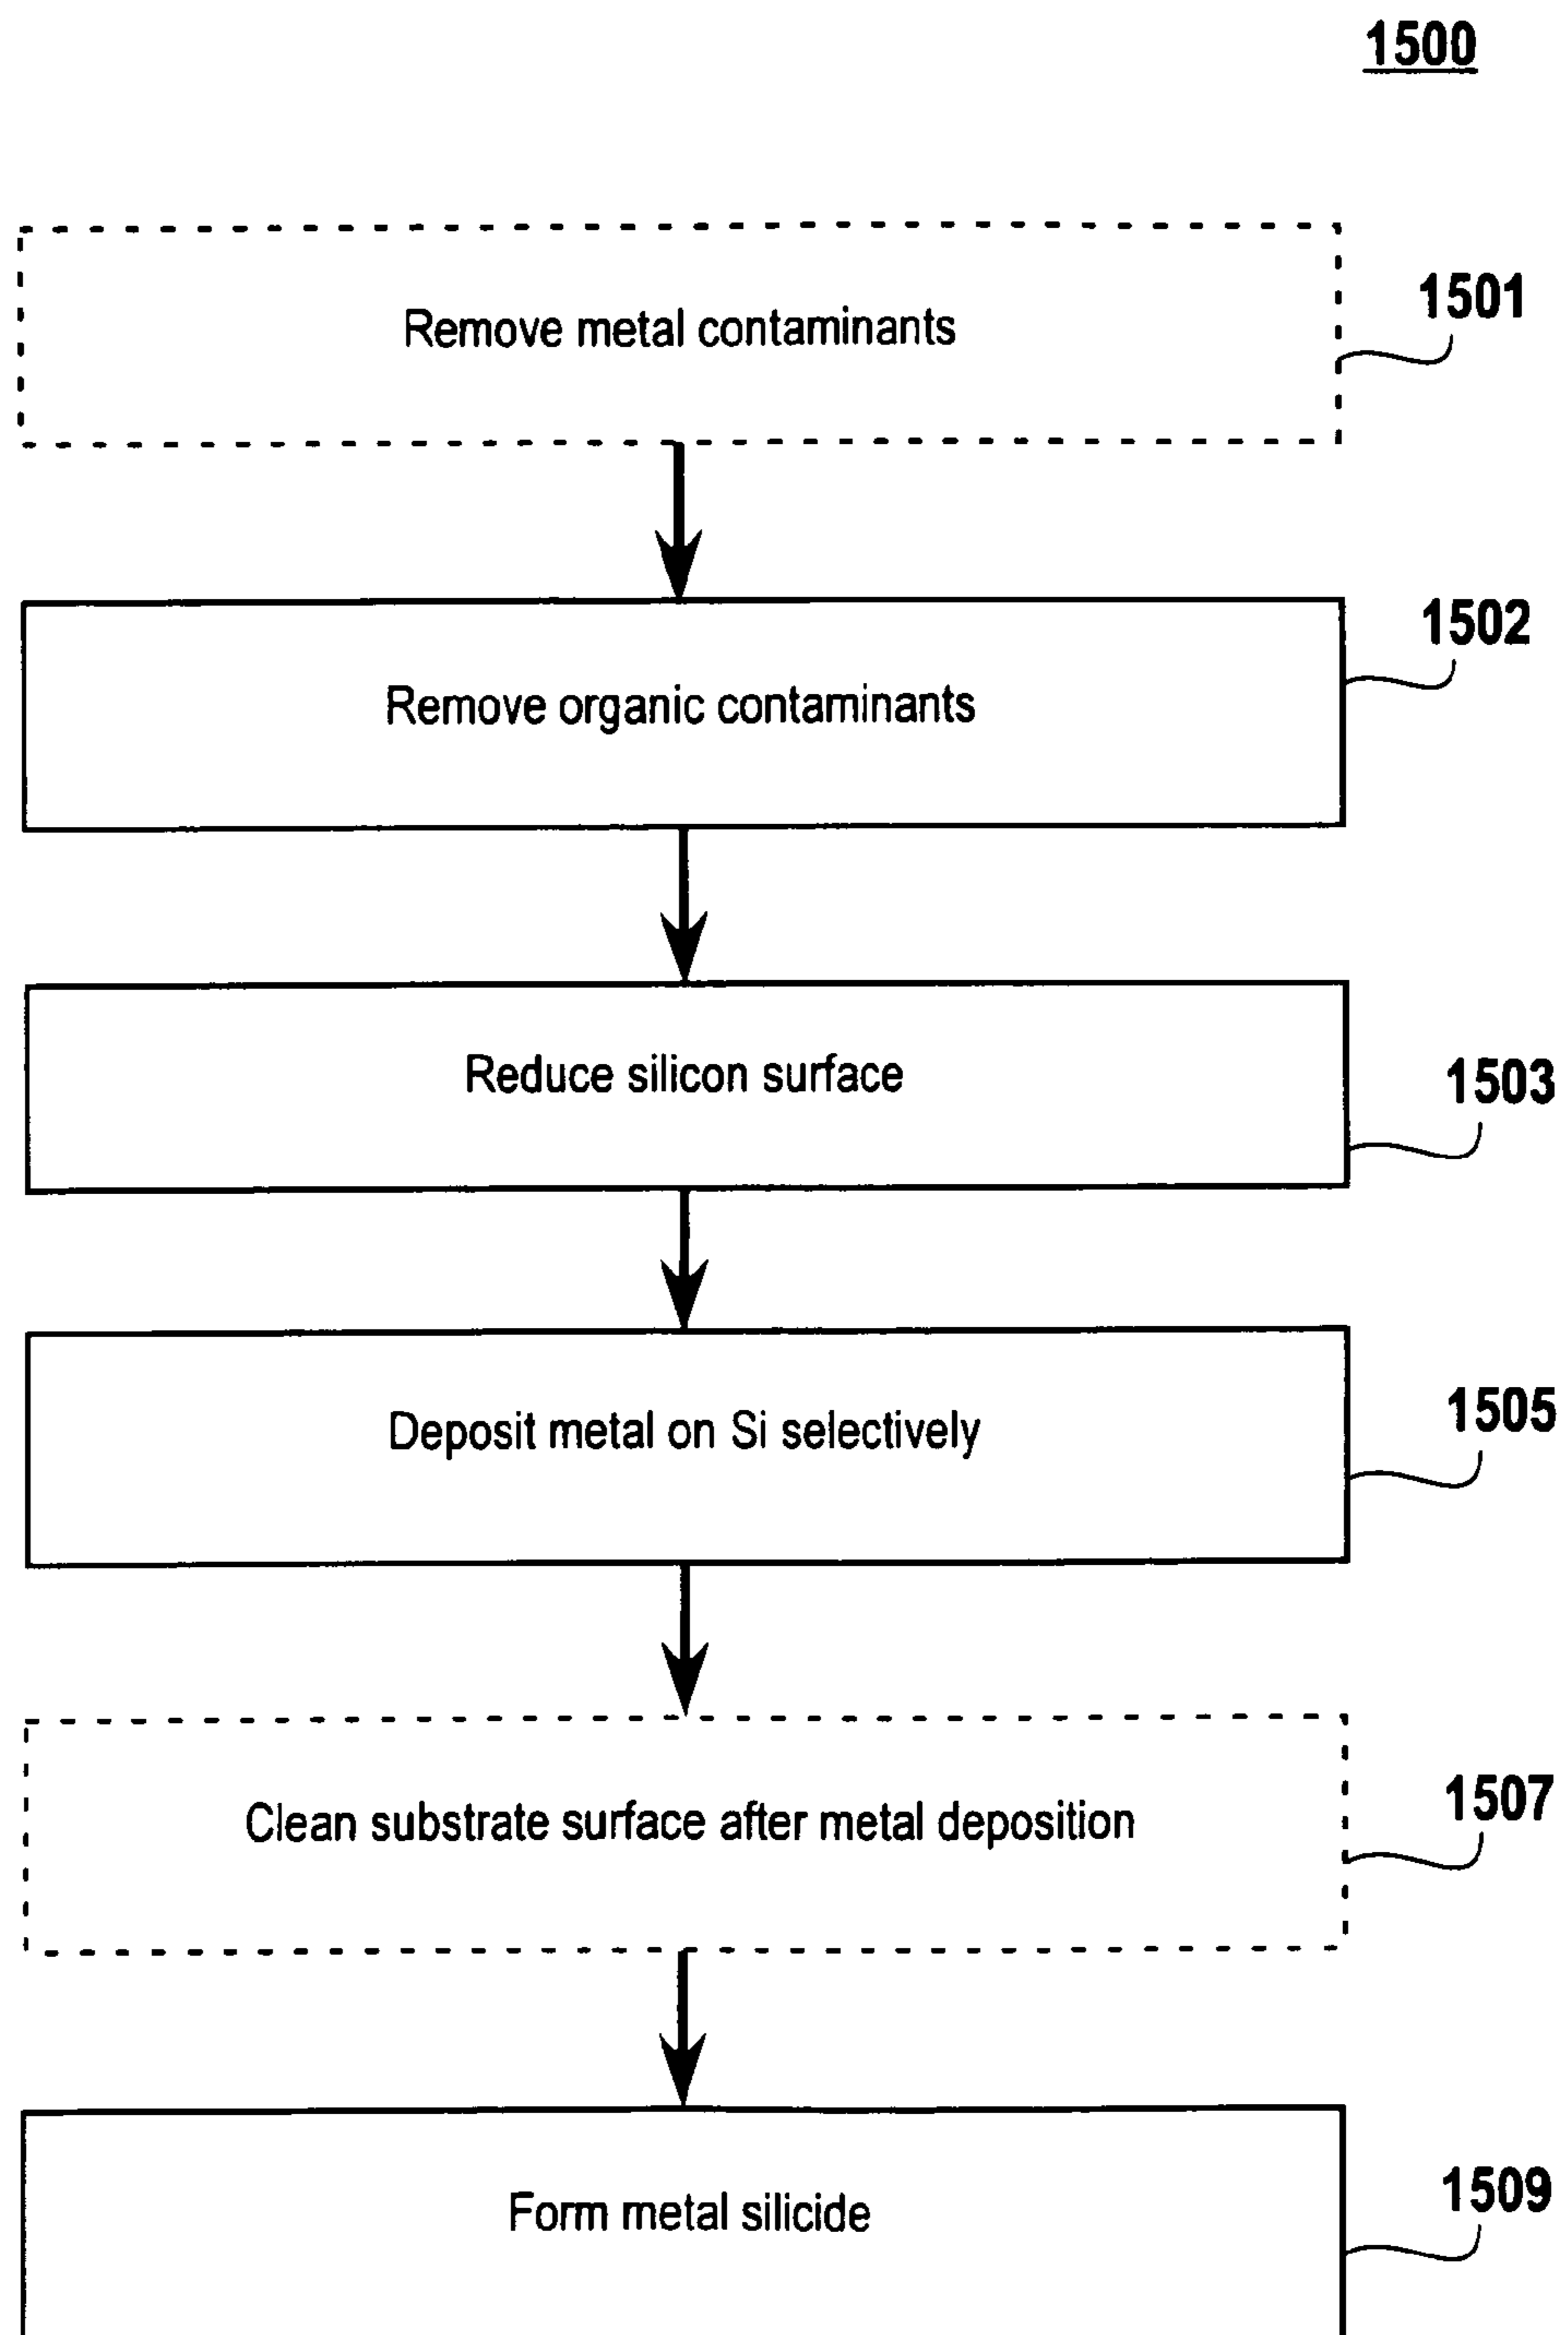 1500
Remove metal contaminants
1501
Remove organic contaminants
1502
Reduce silicon surface
1503
Deposit metal on Si selectively
1505
Clean substrate surface after metal deposition
1507
Form metal silicide
1509